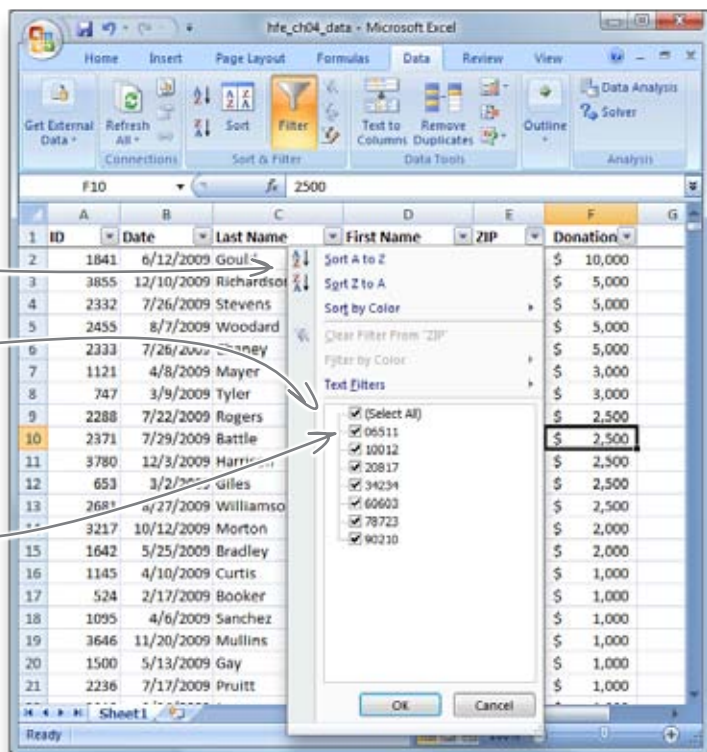 hfe_ch04_data - Microsoft Excel
Home Insert Page Layout Formulas Data Review View
Get External Data
Refresh All
Sort
Filter
Text to Columns
Remove Duplicates
Outline
Data Analysis
Solver
Connections
Sort & Filter
Data Tools
Analysis
F10 fx 2500
A B C D E F G
1 ID Date Last Name First Name ZIP Donation
2 1841 6/12/2009 $ 10,000
3 3855 12/10/2009 Richardson $ 5,000
4 2332 7/26/2009 Stevens $ 5,000
5 2455 8/7/2009 Woodard $ 5,000
6 2333 $ 5,000
7 1121 4/8/2009 Mayer $ 3,000
8 747 3/9/2009 Tyler $ 3,000
9 2288 7/22/2009 Rogers $ 2,500
10 2371 7/29/2009 Battle $ 2,500
11 3780 12/3/2009 $ 2,500
12 653 Giles $ 2,500
13 Williamso $ 2,500
3217 10/12/2009 Morton $ 2,000
15 1642 5/25/2009 Bradley $ 2,000
16 1145 4/10/2009 Curtis $ 1,000
17 524 2/17/2009 Booker $ 1,000
18 1095 4/6/2009 Sanchez $ 1,000
19 3646 11/20/2009 Mullins $ 1,000
20 1500 5/13/2009 Gay $ 1,000
21 2236 7/17/2009 Pruitt $ 1,000
Sort A to Z
Sort Z to A
Sort by Color
Clear Filter From "ZIP"
Filter by Color
Text Filters
(Select All)
06511
10012
20817
34234
60603
78723
90210
OK Cancel
Sheet1
Ready